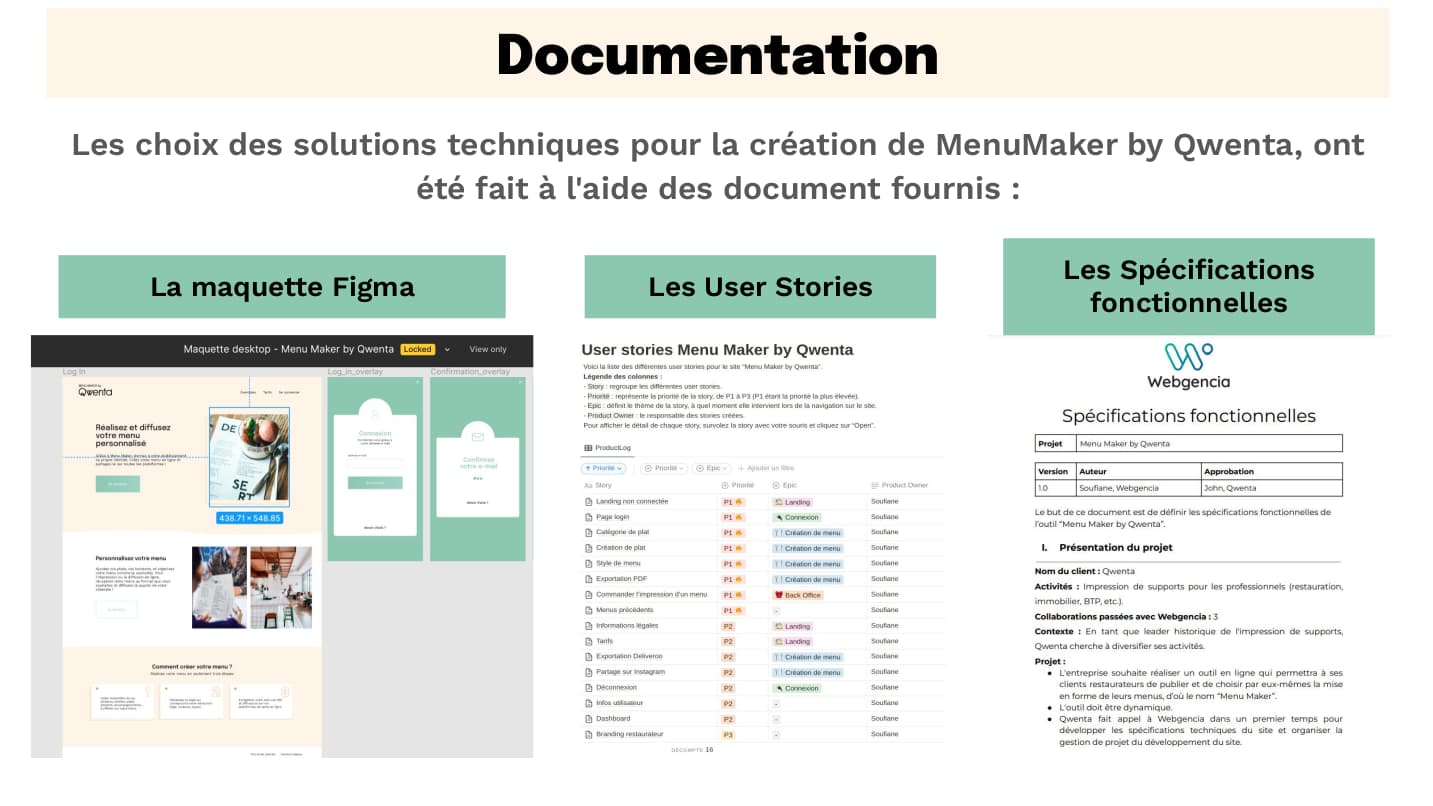 Documentation
Les choix des solutions techniques pour la création de MenuMaker by Qwenta, ont
été fait à l'aide des document fournis :
La maquette Figma
Maquette desktop - Menu Maker by Qwenta Locked View only
Log In
Log_in_overlay
Confirmation_overlay
Qwenta
Tarifs Se connecter
Réalisez et diffusez
votre menu
personnalisé
DE
SE
RT
438.71 × 548.85
Connexion
Confirmez
votre e-mail
Personnalisez votre menu
Comment créer votre menu ?
Les User Stories
User stories Menu Maker by Qwenta
Voici la liste des différentes user stories pour le site "Menu Maker by Qwenta".
Légende des colonnes :
- Story : regroupe les différentes user stories.
- Priorité : représente la priorité de la story, de P1 à P3 (P1 étant la priorité la plus élevée).
- Epic : définit le thème de la story, à quel moment elle intervient lors de la navigation sur le site.
- Product Owner : le responsable des stories créées.
Pour afficher le détail de chaque story, survolez la story avec votre souris et cliquez sur "Open".
ProductLog
Priorité Priorité Epic + Ajouter un filtre
Aa Story Priorité Epic Product Owner
Landing non connectée P1 Landing Soufiane
Page login P1 Connexion Soufiane
Catégorie de plat P1 Création de menu Soufiane
Création de plat P1 Création de menu Soufiane
Style de menu P1 Création de menu Soufiane
Exportation PDF P1 Création de menu Soufiane
Commander l'impression d'un menu P1 Back Office Soufiane
Menus précédents P1 - Soufiane
Informations légales P2 Landing Soufiane
Tarifs P2 Landing Soufiane
Exportation Deliveroo P2 Création de menu Soufiane
Partage sur Instagram P2 Création de menu Soufiane
Déconnexion P2 Connexion Soufiane
Infos utilisateur P2 - Soufiane
Dashboard P2 - Soufiane
Branding restaurateur P3 - Soufiane
DÉCOMPTE 16
Les Spécifications
fonctionnelles
Webgencia
Spécifications fonctionnelles
Projet Menu Maker by Qwenta
Version Auteur Approbation
1.0 Soufiane, Webgencia John, Qwenta
Le but de ce document est de définir les spécifications fonctionnelles de
l'outil "Menu Maker by Qwenta".
I. Présentation du projet
Nom du client : Qwenta
Activités : Impression de supports pour les professionnels (restauration,
immobilier, BTP, etc.).
Collaborations passées avec Webgencia : 3
Contexte : En tant que leader historique de l'impression de supports,
Qwenta cherche à diversifier ses activités.
Projet :
● L'entreprise souhaite réaliser un outil en ligne qui permettra à ses
clients restaurateurs de publier et de choisir par eux-mêmes la mise
en forme de leurs menus, d'où le nom "Menu Maker".
● L'outil doit être dynamique.
● Qwenta fait appel à Webgencia dans un premier temps pour
développer les spécifications techniques du site et organiser la
gestion de projet du développement du site.